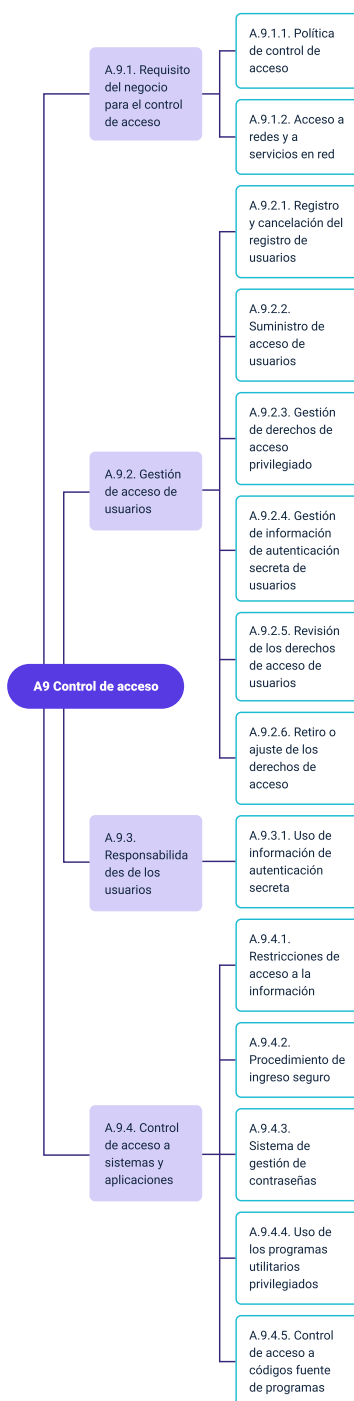 A9 Control de acceso
A.9.1. Requisito
del negocio
para el control
de acceso
A.9.1.1. Política
de control de
acceso
A.9.1.2. Acceso a
redes y a
servicios en red
A.9.2. Gestión
de acceso de
usuarios
A.9.2.1. Registro
y cancelación del
registro de
usuarios
A.9.2.2.
Suministro de
acceso de
usuarios
A.9.2.3. Gestión
de derechos de
acceso
privilegiado
A.9.2.4. Gestión
de información
de autenticación
secreta de
usuarios
A.9.2.5. Revisión
de los derechos
de acceso de
usuarios
A.9.2.6. Retiro o
ajuste de los
derechos de
acceso
A.9.3.
Responsabilida
des de los
usuarios
A.9.3.1. Uso de
información de
autenticación
secreta
A.9.4. Control
de acceso a
sistemas y
aplicaciones
A.9.4.1.
Restricciones de
acceso a la
información
A.9.4.2.
Procedimiento de
ingreso seguro
A.9.4.3.
Sistema de
gestión de
contraseñas
A.9.4.4. Uso de
los programas
utilitarios
privilegiados
A.9.4.5. Control
de acceso a
códigos fuente
de programas